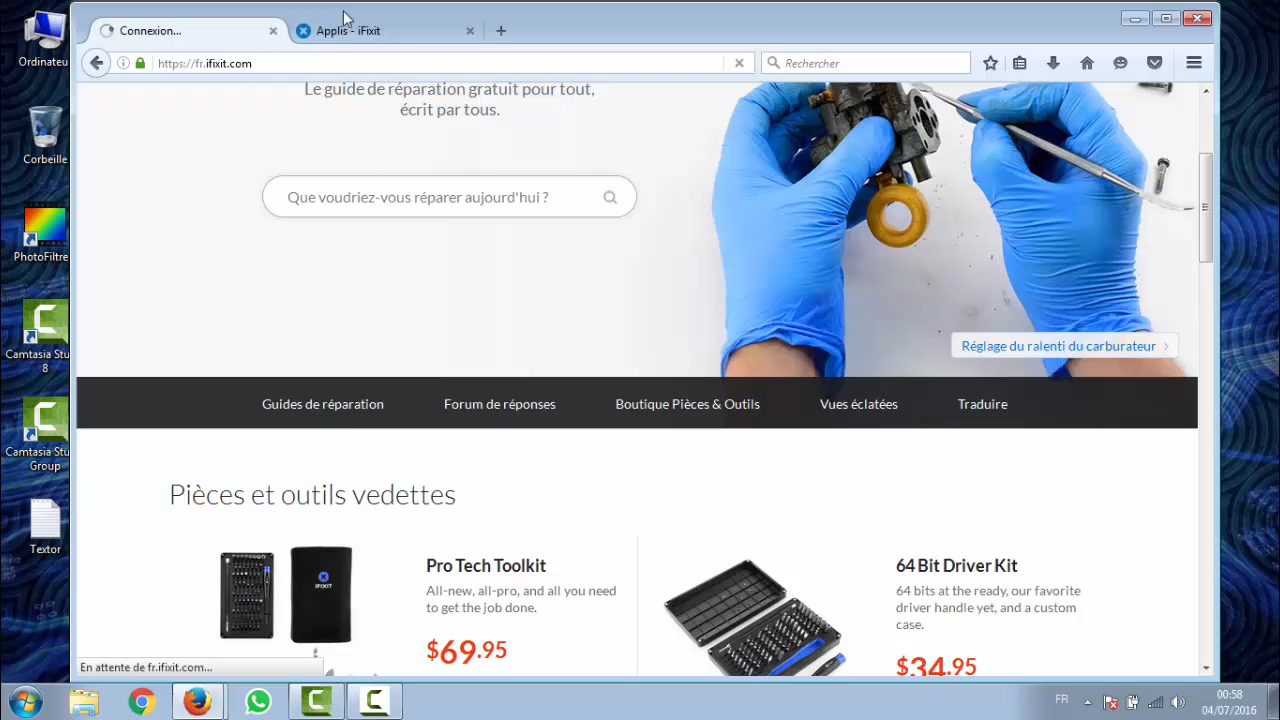 Connexion...
Applis - iFixit
https://fr.ifixit.com
Rechercher
Ordinateu
Corbeille
PhotoFiltre
Camtasia Stu
8
Camtasia Stu
Group
Textor
Le guide de réparation gratuit pour tout,
écrit par tous.
Que voudriez-vous réparer aujourd'hui ?
Réglage du ralenti du carburateur
Guides de réparation
Forum de réponses
Boutique Pièces & Outils
Vues éclatées
Traduire
Pièces et outils vedettes
IFIXIT
Pro Tech Toolkit
All-new, all-pro, and all you need
to get the job done.
$69.95
64 Bit Driver Kit
64 bits at the ready, our favorite
driver handle yet, and a custom
case.
$34.95
En attente de fr.ifixit.com...
FR
00:58
04/07/2016